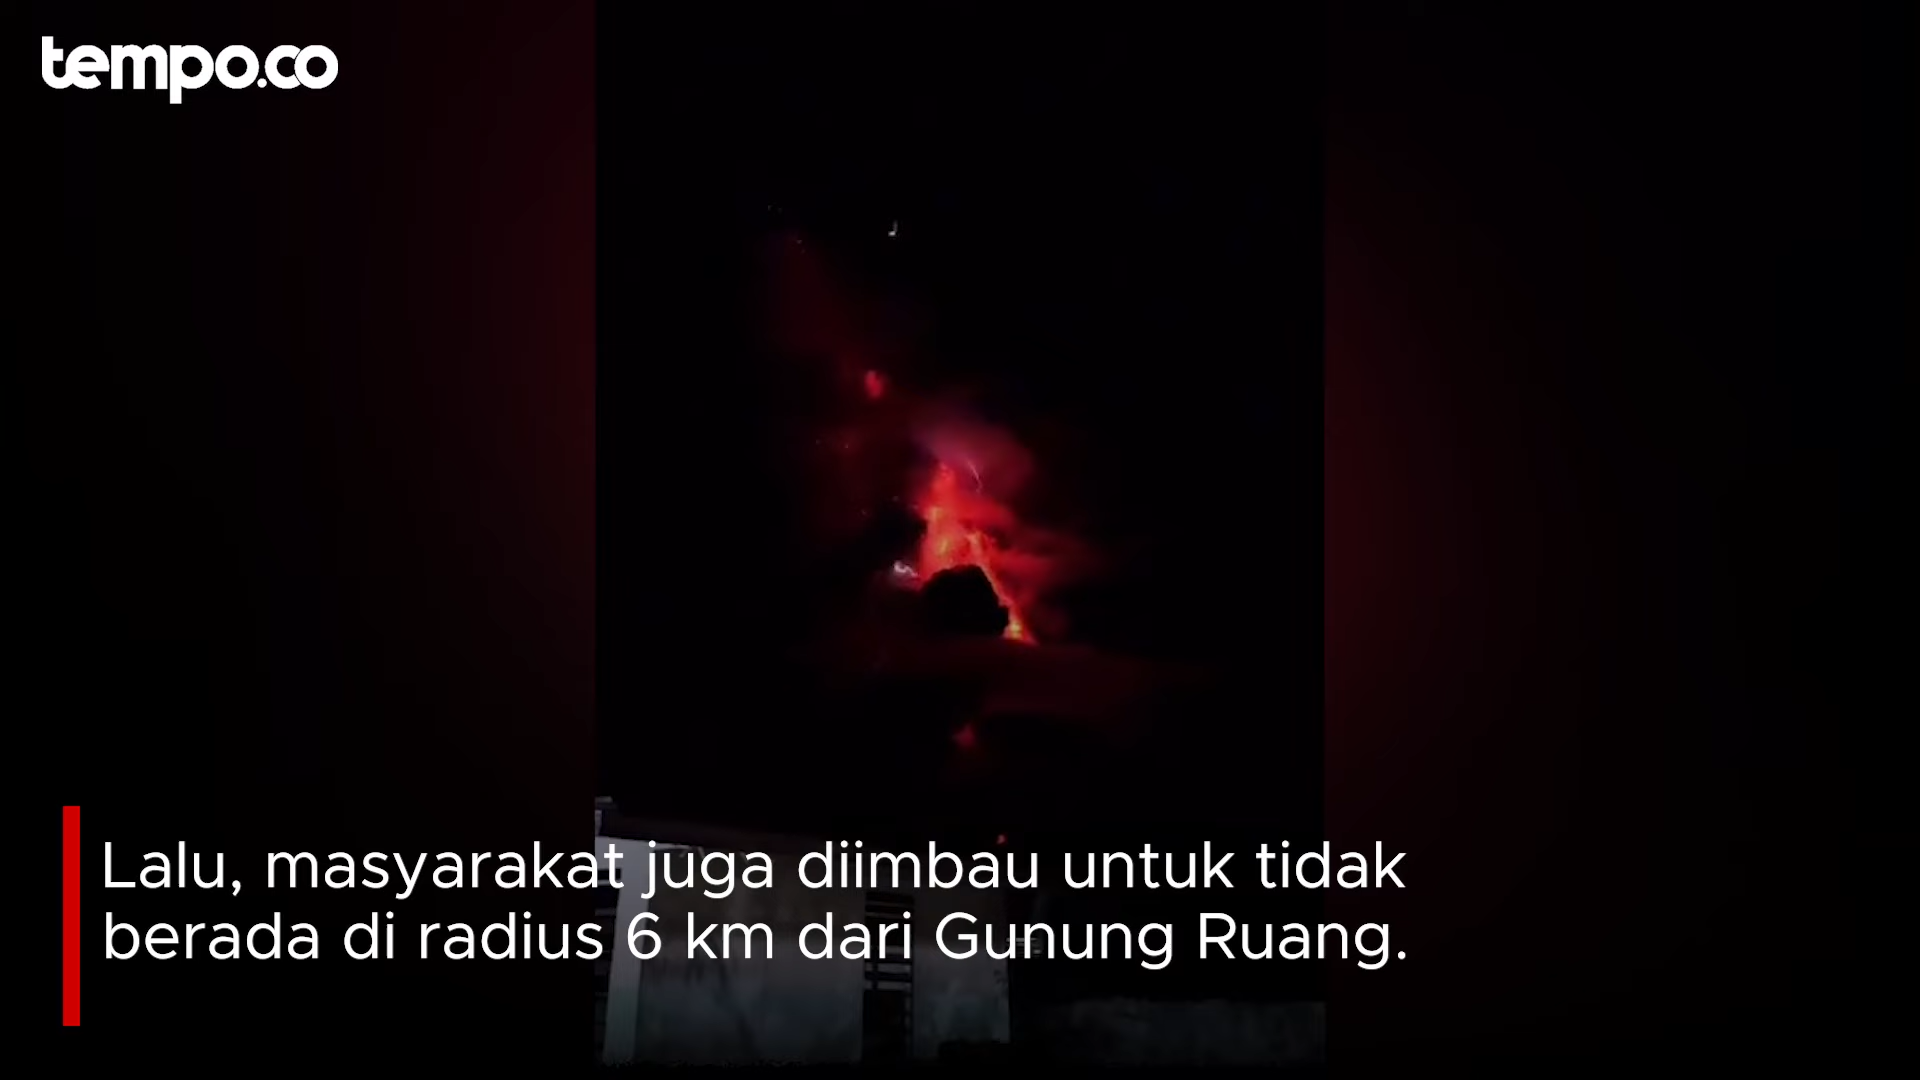 tempo.co
Lalu, masyarakat juga diimbau untuk tidak
berada di radius 6 km dari Gunung Ruang.